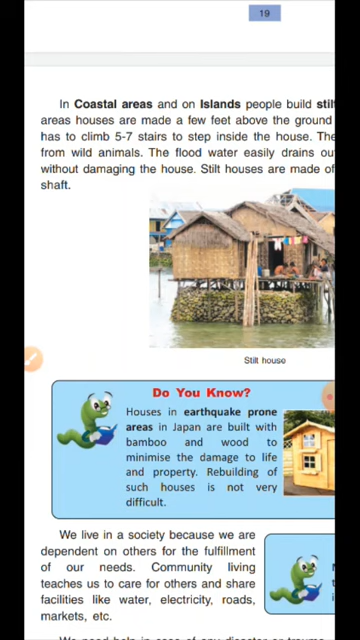 19
In Coastal areas and on Islands people build
areas houses are made a few feet above the ground
has to climb 5-7 stairs to step inside the house.
from wild animals. The flood water easily drains
without damaging the house. Stilt houses are made of
shaft.
Stilt house
Do You Know?
Houses in earthquake prone
areas in Japan are built with
bamboo and wood to
minimise the damage to life
and property. Rebuilding of
such houses is not very
difficult.
We live in a society because we are
dependent on others for the fulfillment
of our needs. Community living
teaches us to care for others and share
facilities like water, electricity, roads,
markets, etc.